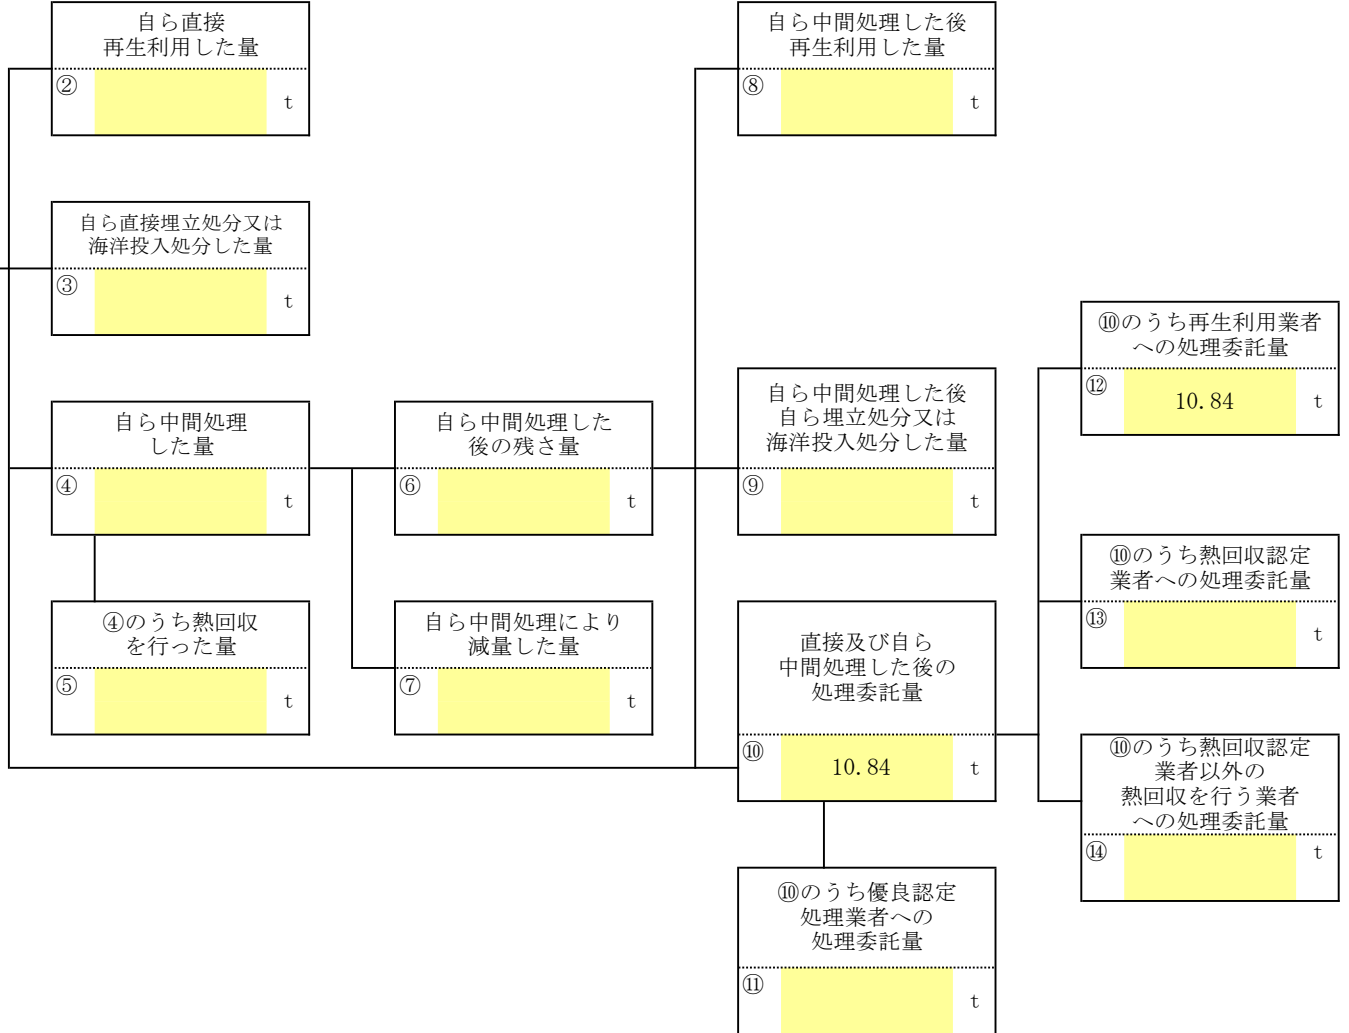 自ら直接
再生利用した量
②
t
自ら中間処理した後
再生利用した量
⑧
t
自ら直接埋立処分又は
海洋投入処分した量
③
t
⑩のうち再生利用業者
への処理委託量
⑫
10.84
t
自ら中間処理
した量
④
t
自ら中間処理した
後の残さ量
⑥
t
自ら中間処理した後
自ら埋立処分又は
海洋投入処分した量
⑨
t
⑩のうち熱回収認定
業者への処理委託量
⑬
t
④のうち熱回収
を行った量
⑤
t
自ら中間処理により
減量した量
⑦
t
直接及び自ら
中間処理した後の
処理委託量
⑩
10.84
t
⑩のうち熱回収認定
業者以外の
熱回収を行う業者
への処理委託量
⑭
t
⑩のうち優良認定
処理業者への
処理委託量
⑪
t